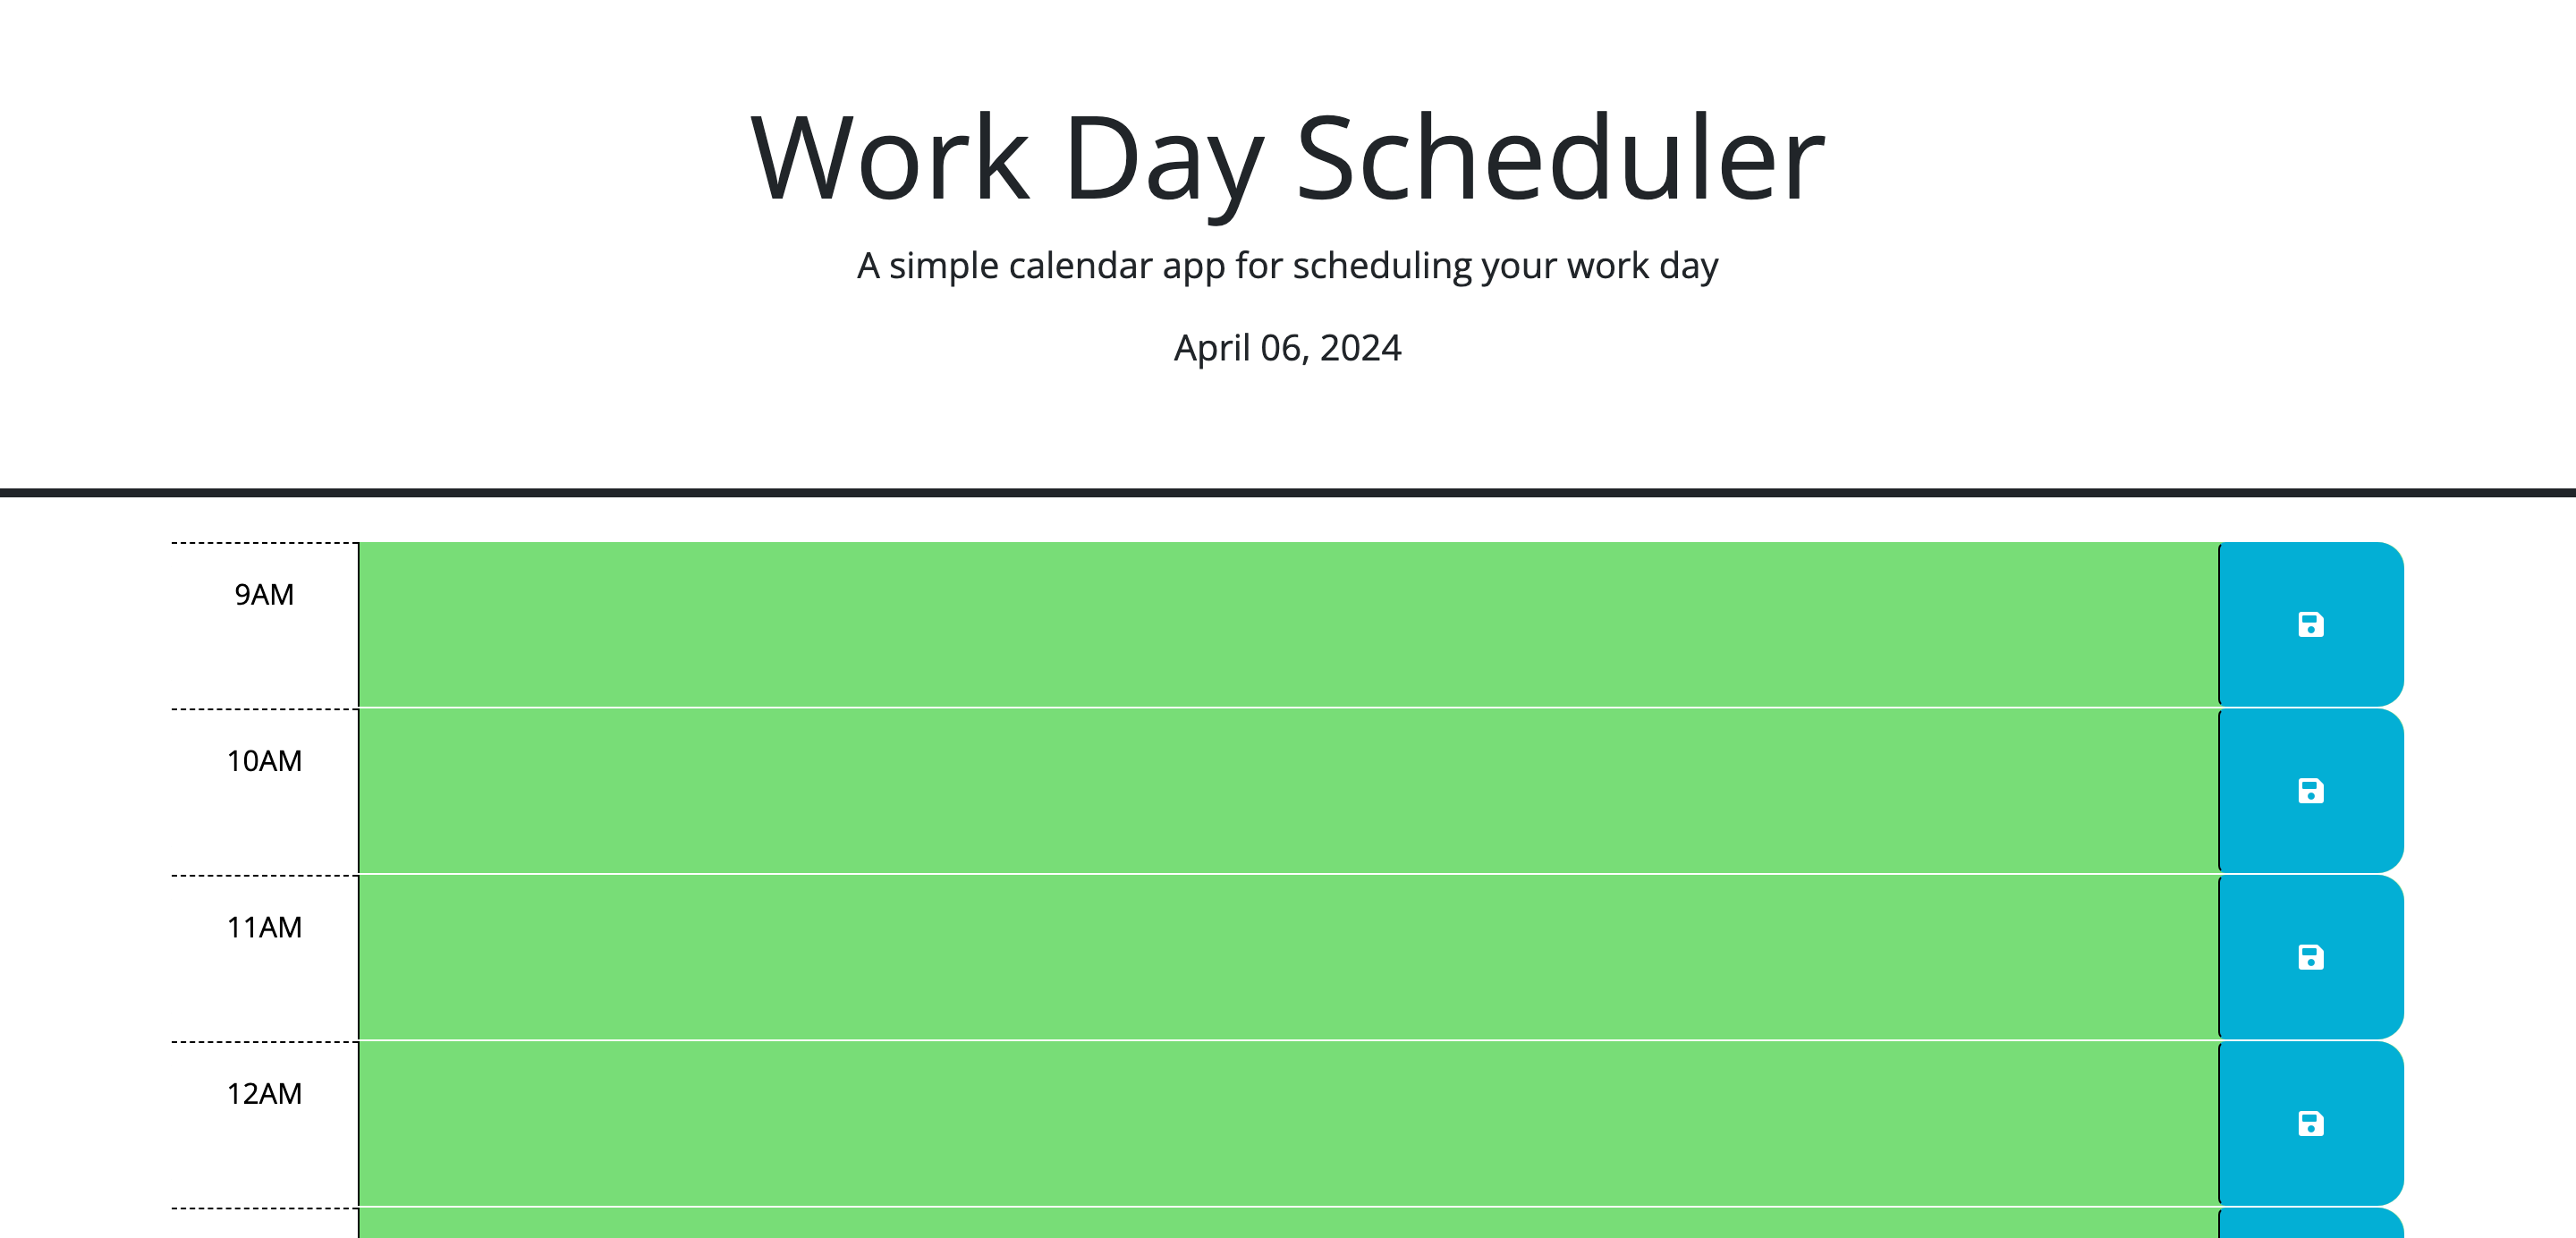 Work Day Scheduler
A simple calendar app for scheduling your work day
April 06, 2024
9AM
10AM
11AM
12AM